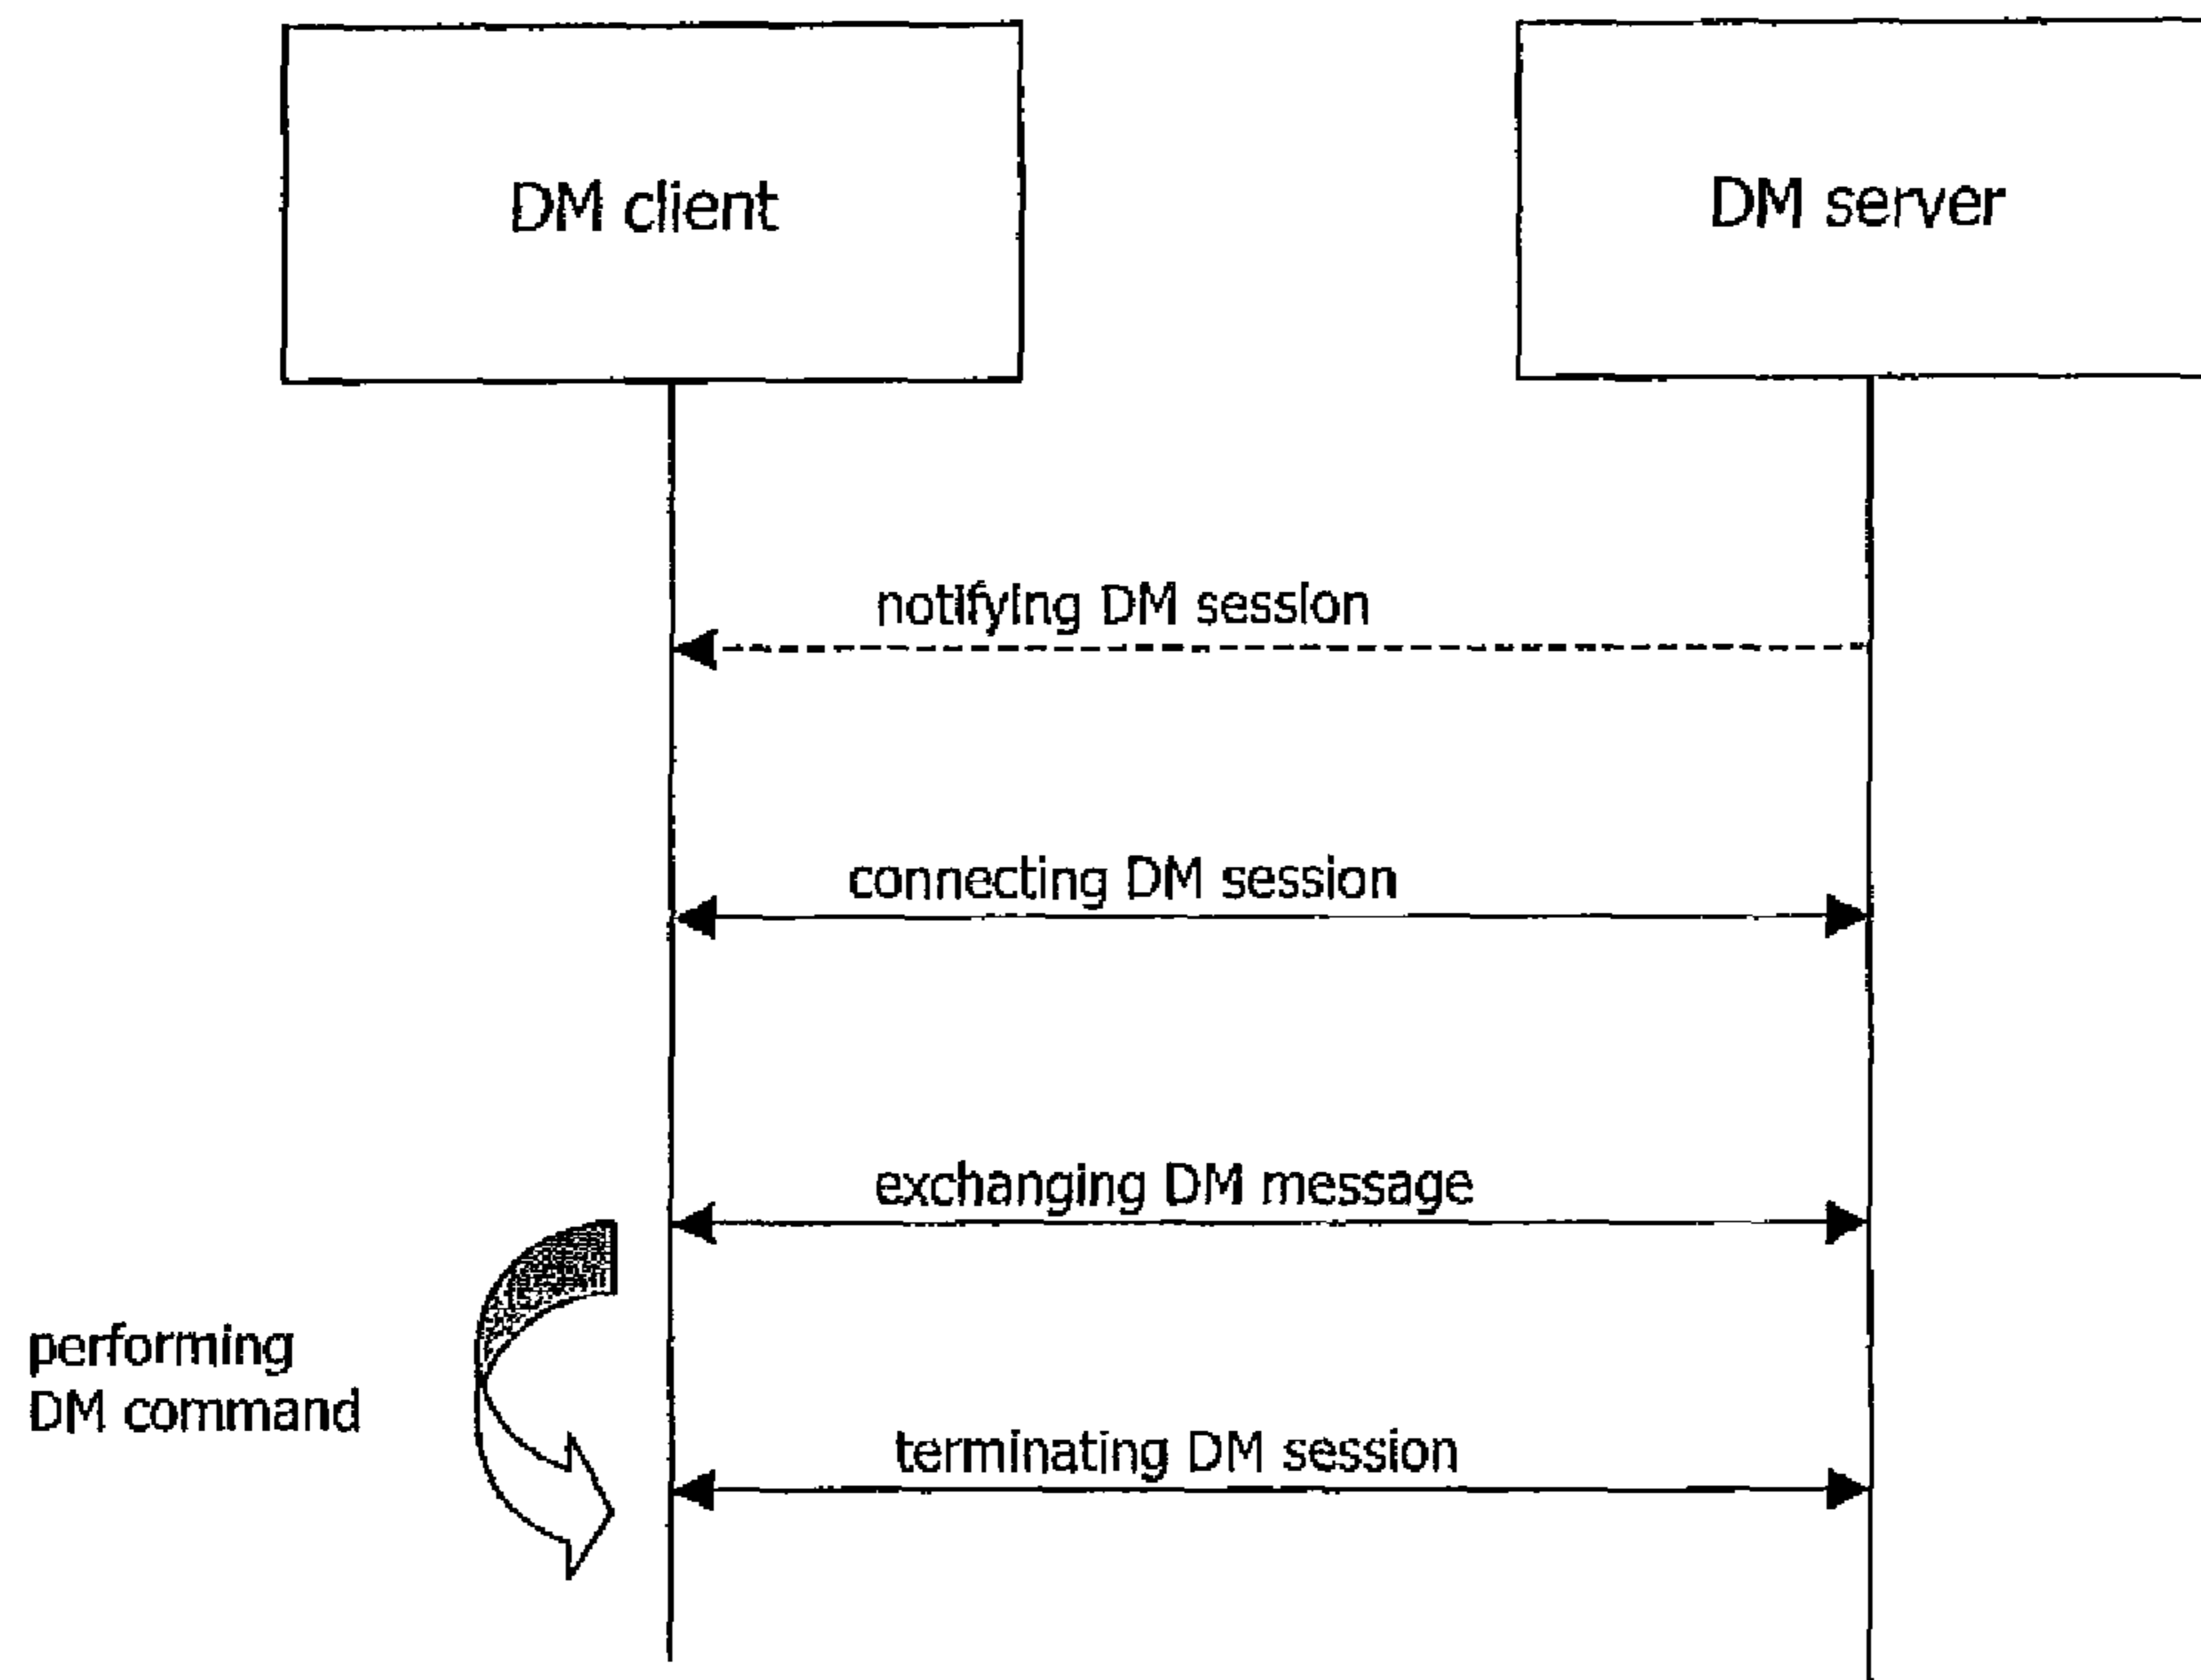 DM client
DM server
notifying DM session
connecting DM session
exchanging DM message
performing
DM command
terminating DM session